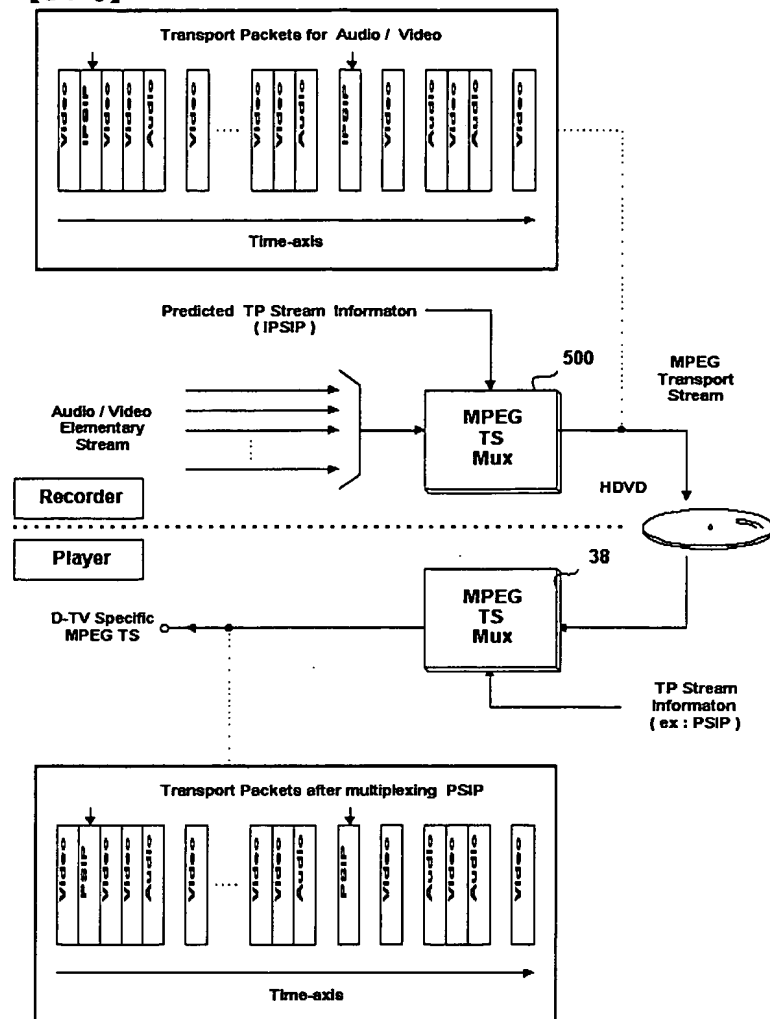 Transport Packets for Audio / Video
Video
IPSIP
Video
Video
Audio
Video
Video
Video
Audio
IPSIP
Video
Audio
Video
Audio
Video
Time-axis
Predicted TP Stream Informaton
( IPSIP )
500
MPEG
Transport
Stream
Audio / Video
Elementary
Stream
MPEG
TS
Mux
HDVD
Recorder
Player
38
MPEG
TS
Mux
D-TV Specific
MPEG TS
TP Stream
Informaton
( ex : PSIP )
Transport Packets after multiplexing PSIP
Video
PSIP
Video
Video
Audio
Video
Video
Video
Audio
PSIP
Video
Audio
Video
Audio
Video
Time-axis